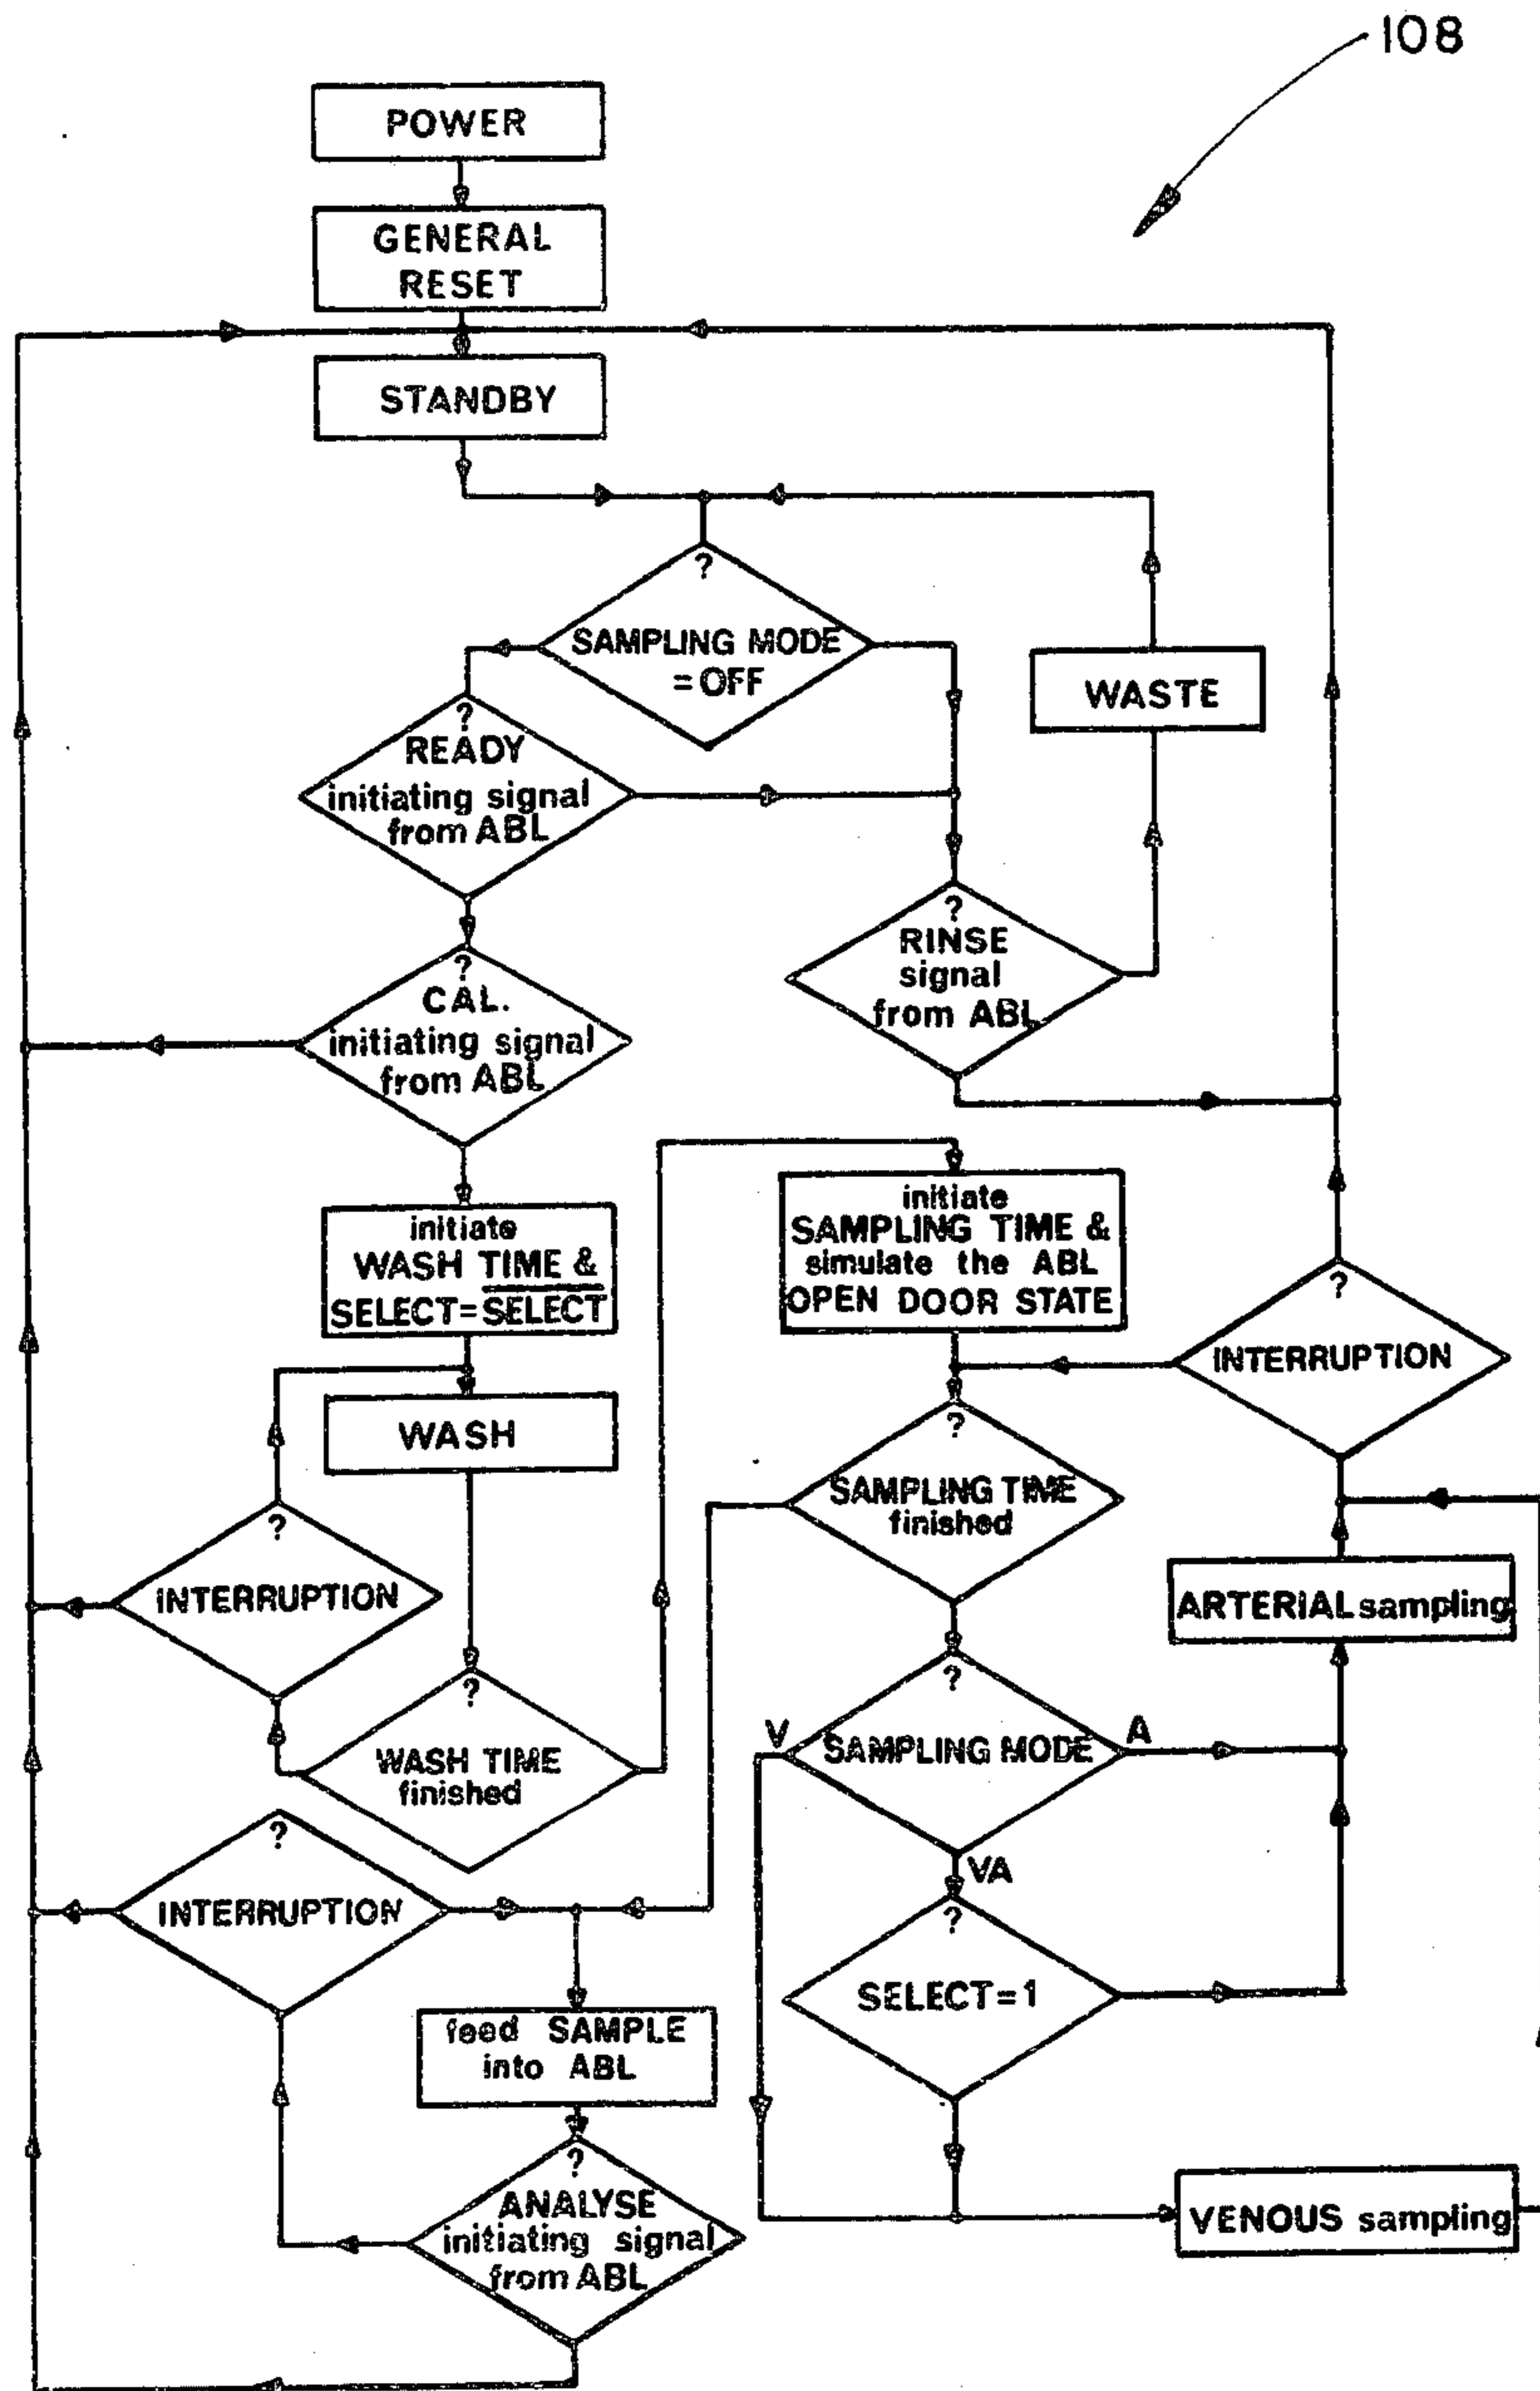 108
POWER
GENERAL
RESET
STANDBY
?
SAMPLING MODE
= OFF
WASTE
?
READY
initiating signal
from ABL
?
RINSE
signal
from ABL
?
CAL.
initiating signal
from ABL
initiate
WASH TIME &
SELECT=S̅E̅L̅E̅C̅T̅
initiate
SAMPLING TIME &
simulate the ABL
OPEN DOOR STATE
?
INTERRUPTION
WASH
?
SAMPLING TIME
finished
?
INTERRUPTION
ARTERIAL sampling
?
WASH TIME
finished
?
V
SAMPLING MODE
A
VA
?
INTERRUPTION
?
SELECT=1
feed SAMPLE
into ABL
?
ANALYSE
initiating signal
from ABL
VENOUS sampling